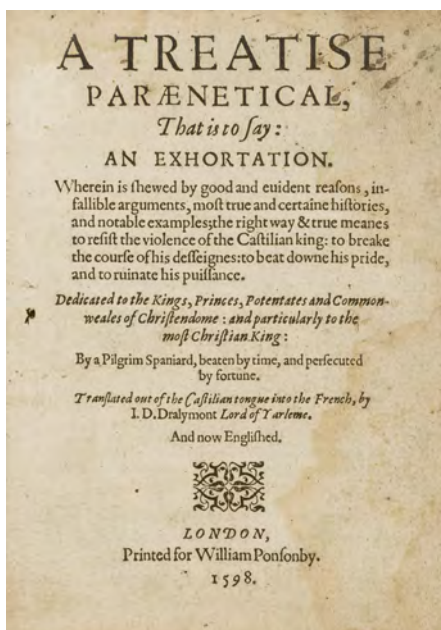 A TREATISE
PARÆNETICAL,
That is to ſay:
AN EXHORTATION.
Wherein is ſhewed by good and euident reaſons, in-
fallible arguments, moſt true and certaine hiſtories,
and notable examples; the right way & true meanes
to reſiſt the violence of the Caſtilian king: to breake
the courſe of his deſſeignes: to beat downe his pride,
and to ruinate his puiſſance.
Dedicated to the Kings, Princes, Potentates and Common-
weales of Chriſtendome: and particularly to the
moſt Chriſtian King:
By a Pilgrim Spaniard, beaten by time, and perſecuted
by fortune.
Tranſlated out of the Caſtilian tongue into the French, by
I. D. Dralymont Lord of Yarleme.
And now Engliſhed.
LONDON,
Printed for William Ponſonby.
1598.